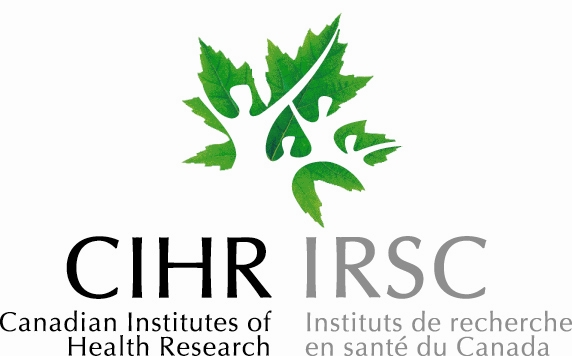 CIHR IRSC
Canadian Institutes of
Health Research
Instituts de recherche
en santé du Canada